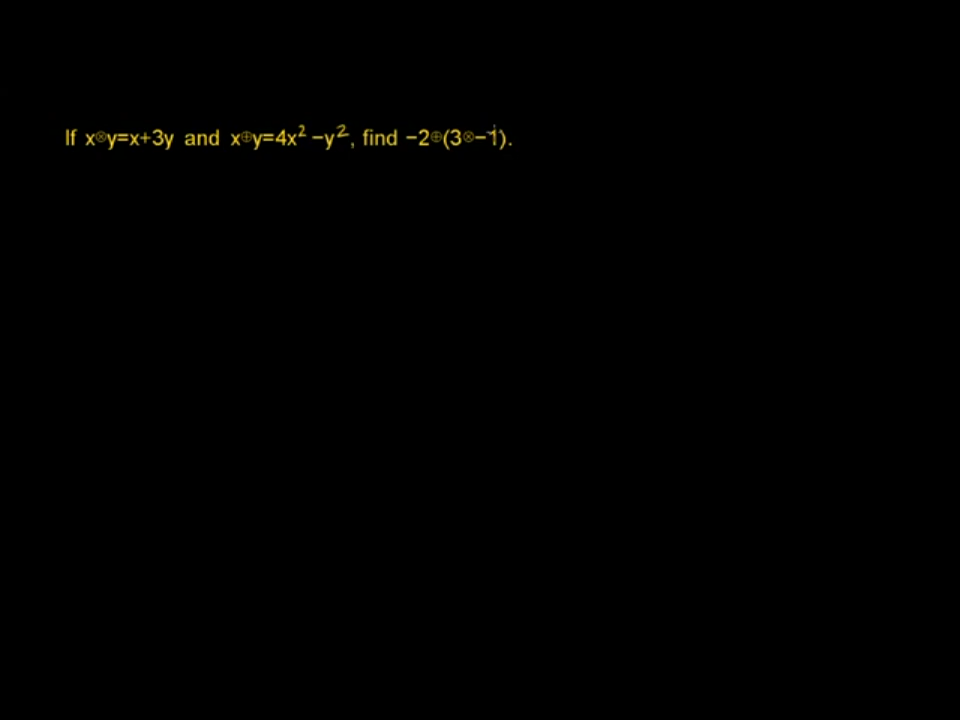 If x⊗y=x+3y and x⊕y=4x² −y², find −2⊕(3⊗−1).